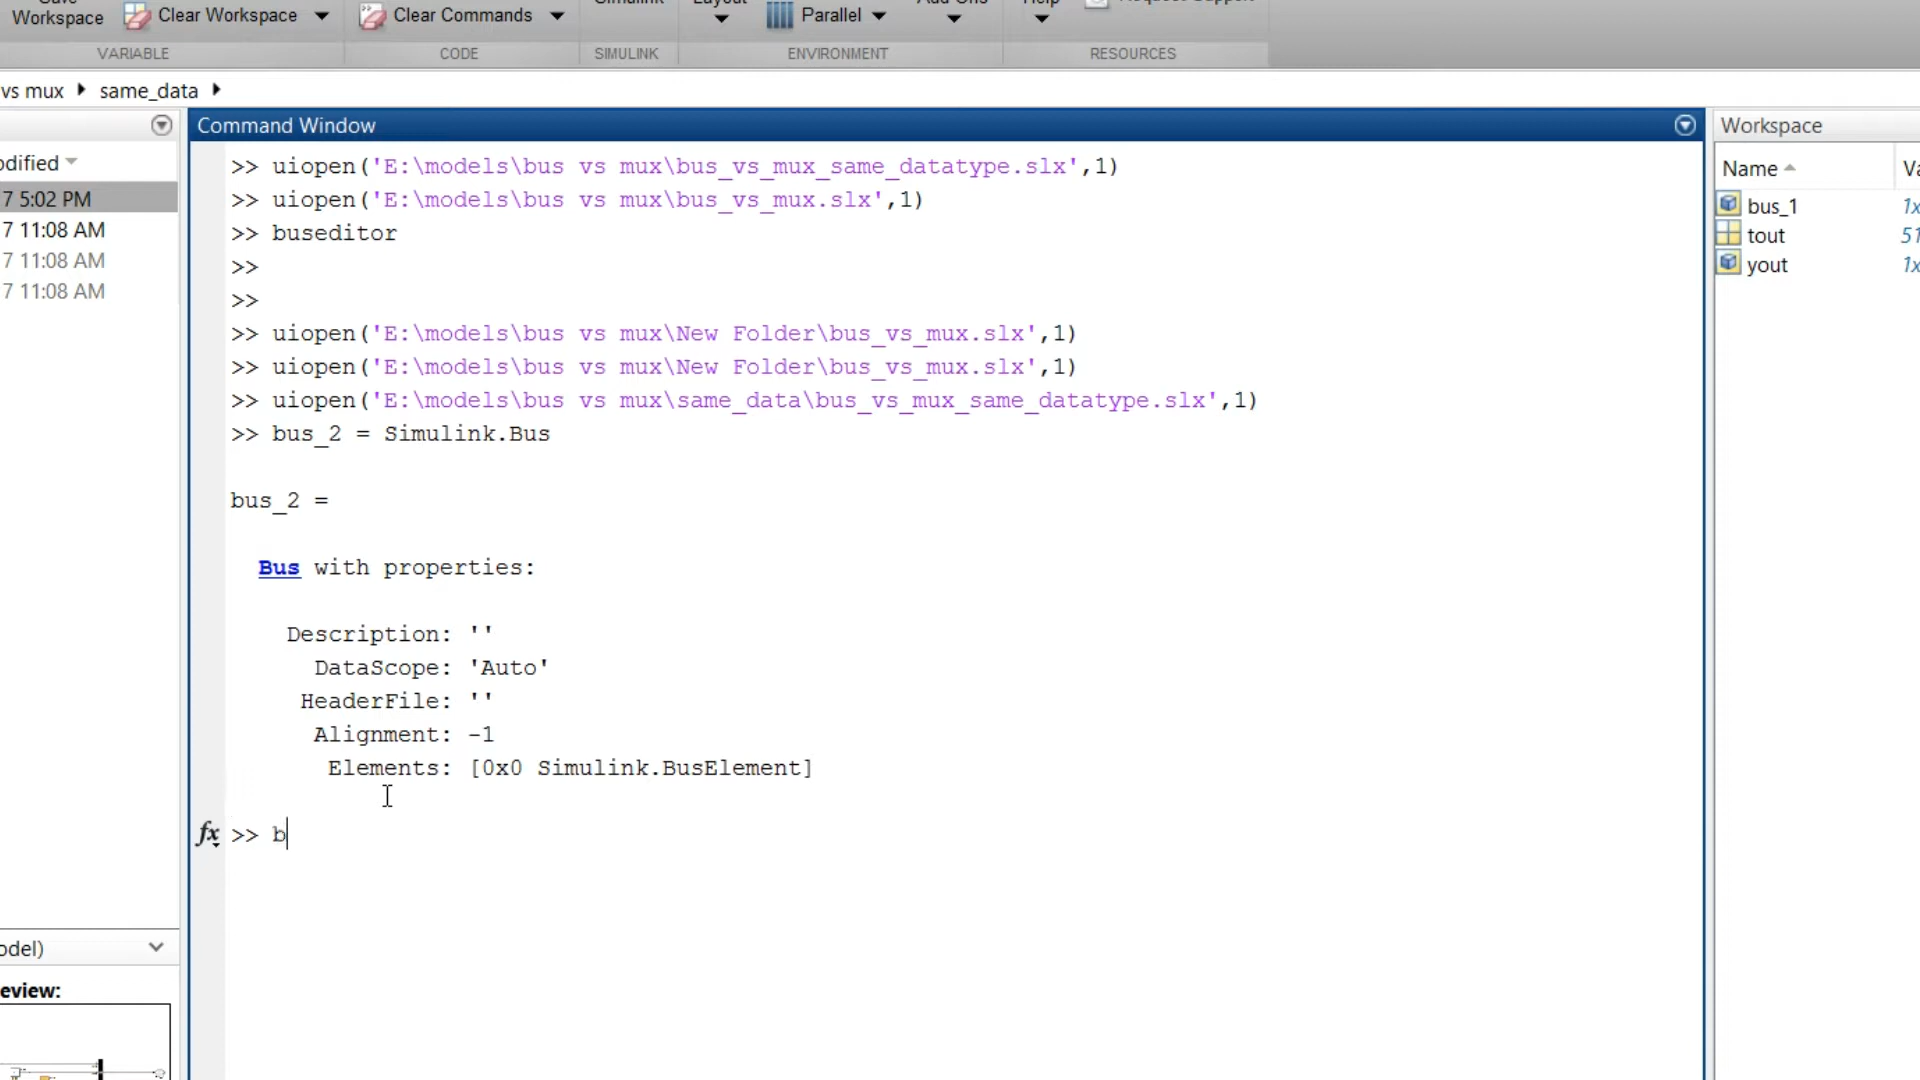 Workspace
Clear Workspace
Clear Commands
Parallel
VARIABLE
CODE
SIMULINK
ENVIRONMENT
RESOURCES
vs mux
same_data
Command Window
Workspace
Name
7 5:02 PM
7 11:08 AM
7 11:08 AM
7 11:08 AM
>> uiopen('E:\models\bus vs mux\bus_vs_mux_same_datatype.slx',1)
>> uiopen('E:\models\bus vs mux\bus_vs_mux.slx',1)
>> buseditor
>>
>>
>> uiopen('E:\models\bus vs mux\New Folder\bus_vs_mux.slx',1)
>> uiopen('E:\models\bus vs mux\New Folder\bus_vs_mux.slx',1)
>> uiopen('E:\models\bus vs mux\same_data\bus_vs_mux_same_datatype.slx',1)
>> bus_2 = Simulink.Bus
bus_2 =
Bus with properties:
Description: ''
DataScope: 'Auto'
HeaderFile: ''
Alignment: -1
Elements: [0x0 Simulink.BusElement]
fx >> b
bus_1 1x
tout 51
yout 1x
odel)
eview: